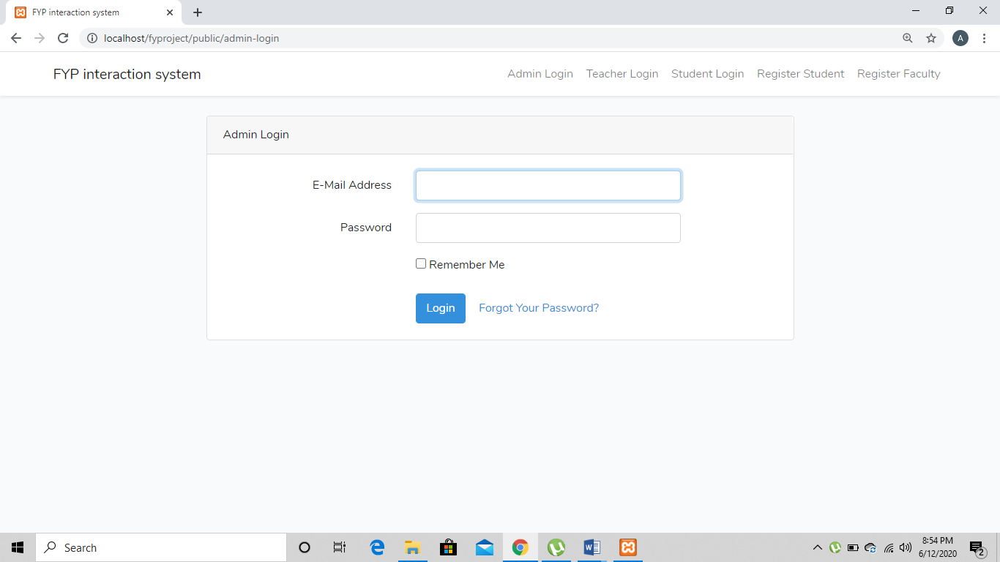 FYP interaction system
localhost/fyproject/public/admin-login
A
FYP interaction system
Admin Login Teacher Login Student Login Register Student Register Faculty
Admin Login
E-Mail Address
Password
Remember Me
Login Forgot Your Password?
Search
8:54 PM
6/12/2020
2